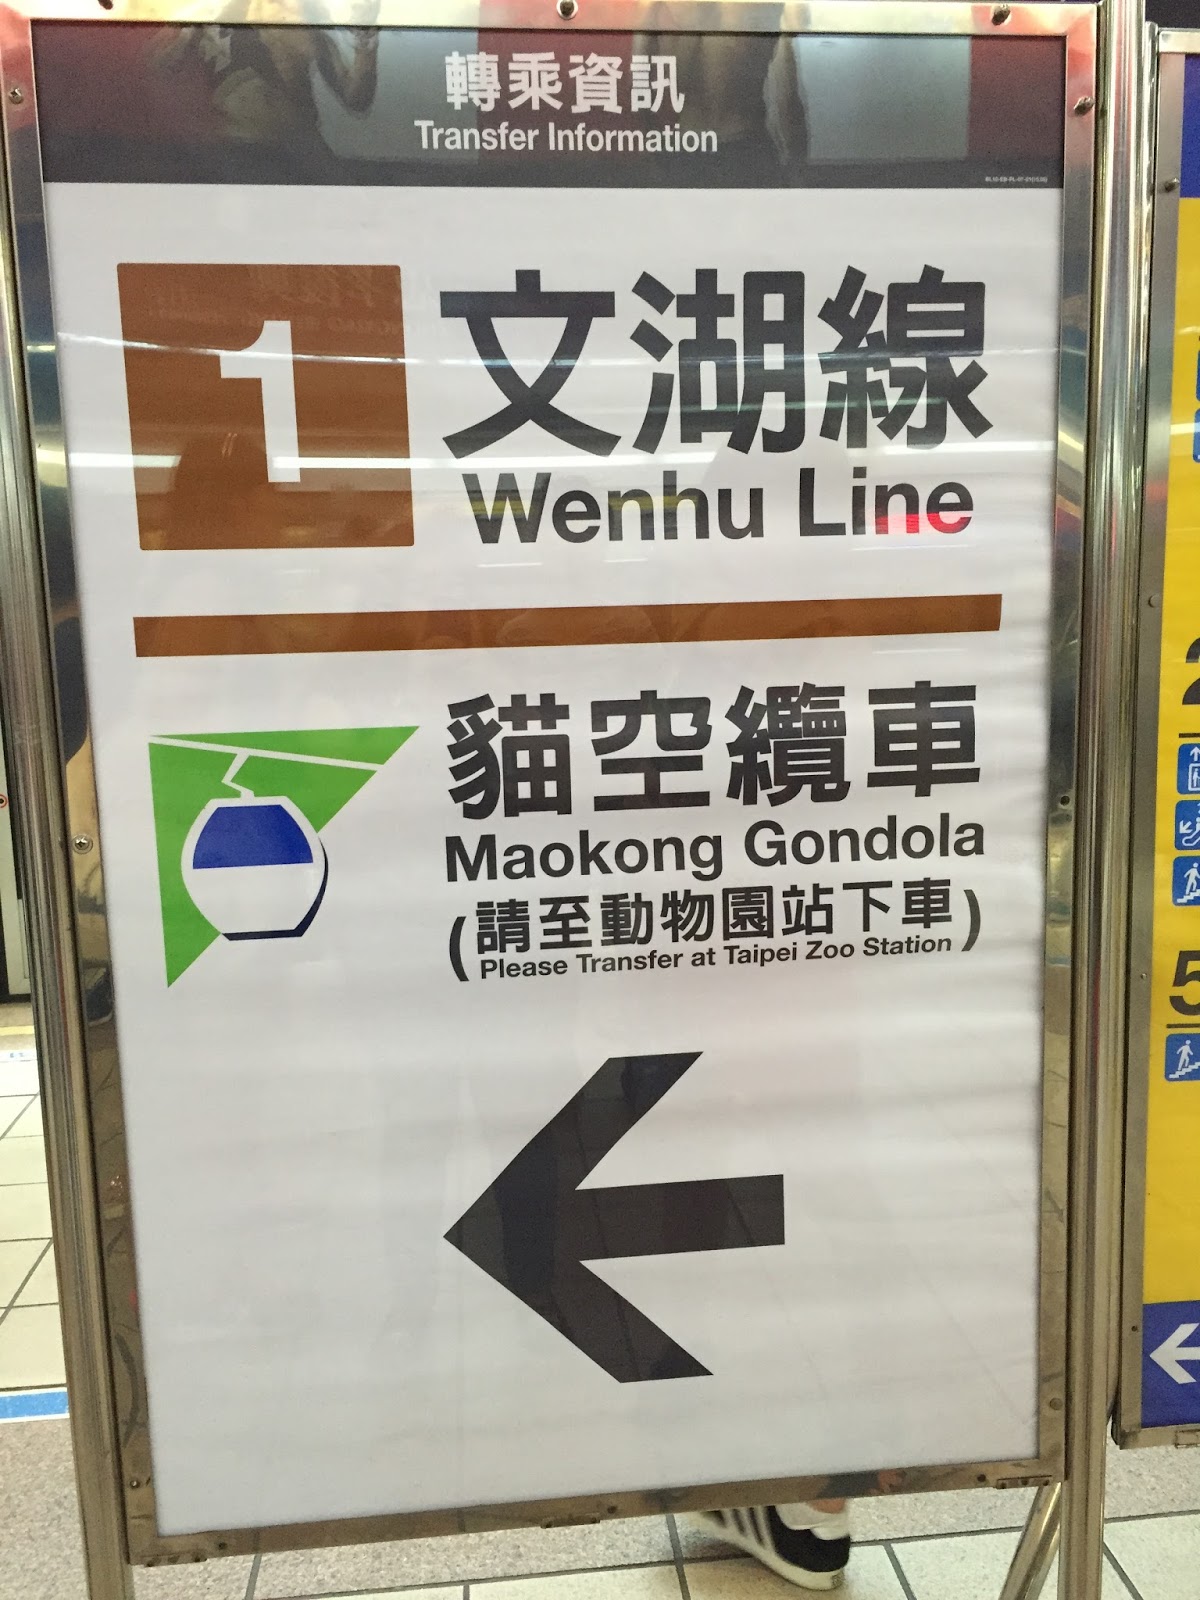 轉乘資訊
Transfer Information
1
文湖線
Wenhu Line
貓空纜車
Maokong Gondola
(請至動物園站下車)
Please Transfer at Taipei Zoo Station
5